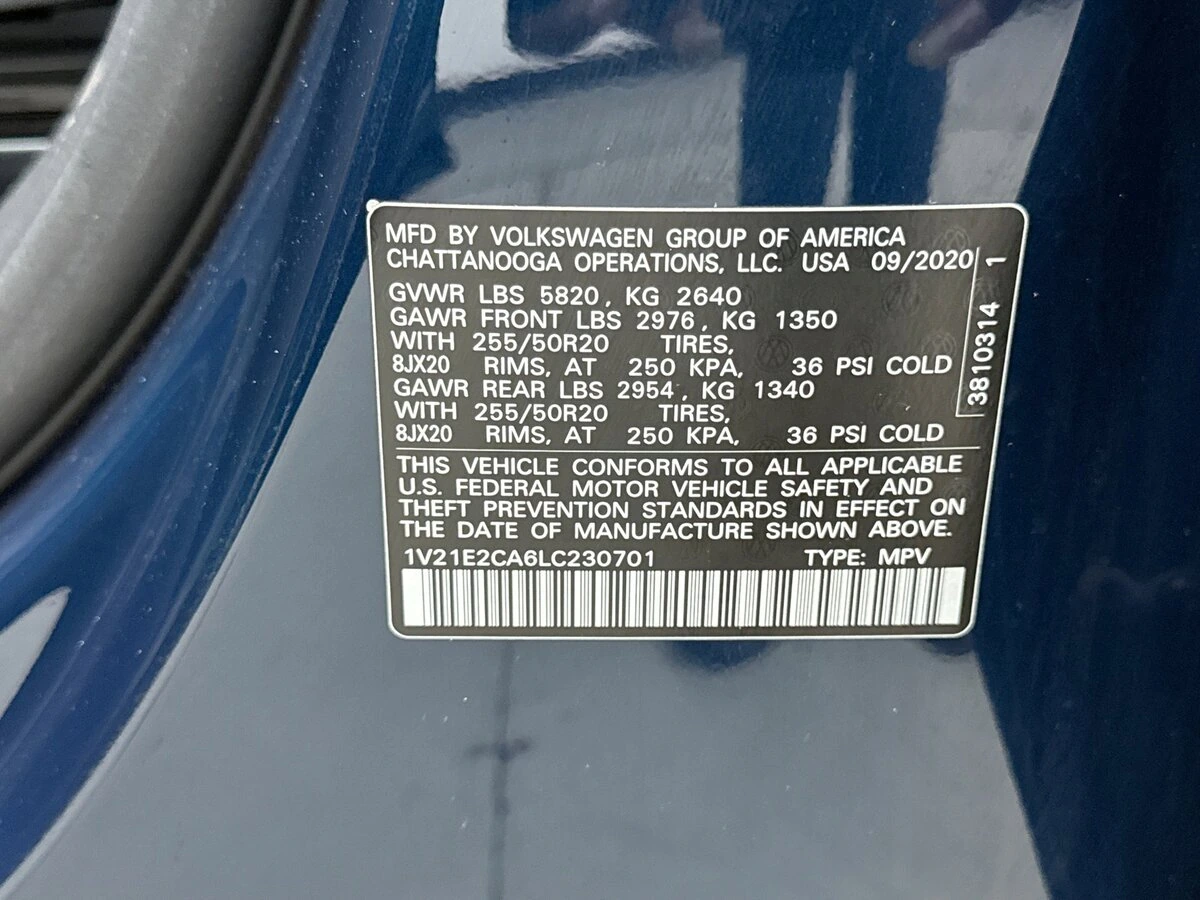 MFD BY VOLKSWAGEN GROUP OF AMERICA
CHATTANOOGA OPERATIONS, LLC. USA 09/2020
GVWR LBS 5820, KG 2640
GAWR FRONT LBS 2976, KG 1350
WITH 255/50R20 TIRES,
8JX20 RIMS, AT 250 KPA, 36 PSI COLD
GAWR REAR LBS 2954, KG 1340
WITH 255/50R20 TIRES,
8JX20 RIMS, AT 250 KPA, 36 PSI COLD
3810314 1
THIS VEHICLE CONFORMS TO ALL APPLICABLE
U.S. FEDERAL MOTOR VEHICLE SAFETY AND
THEFT PREVENTION STANDARDS IN EFFECT ON
THE DATE OF MANUFACTURE SHOWN ABOVE.
1V21E2CA6LC230701 TYPE: MPV